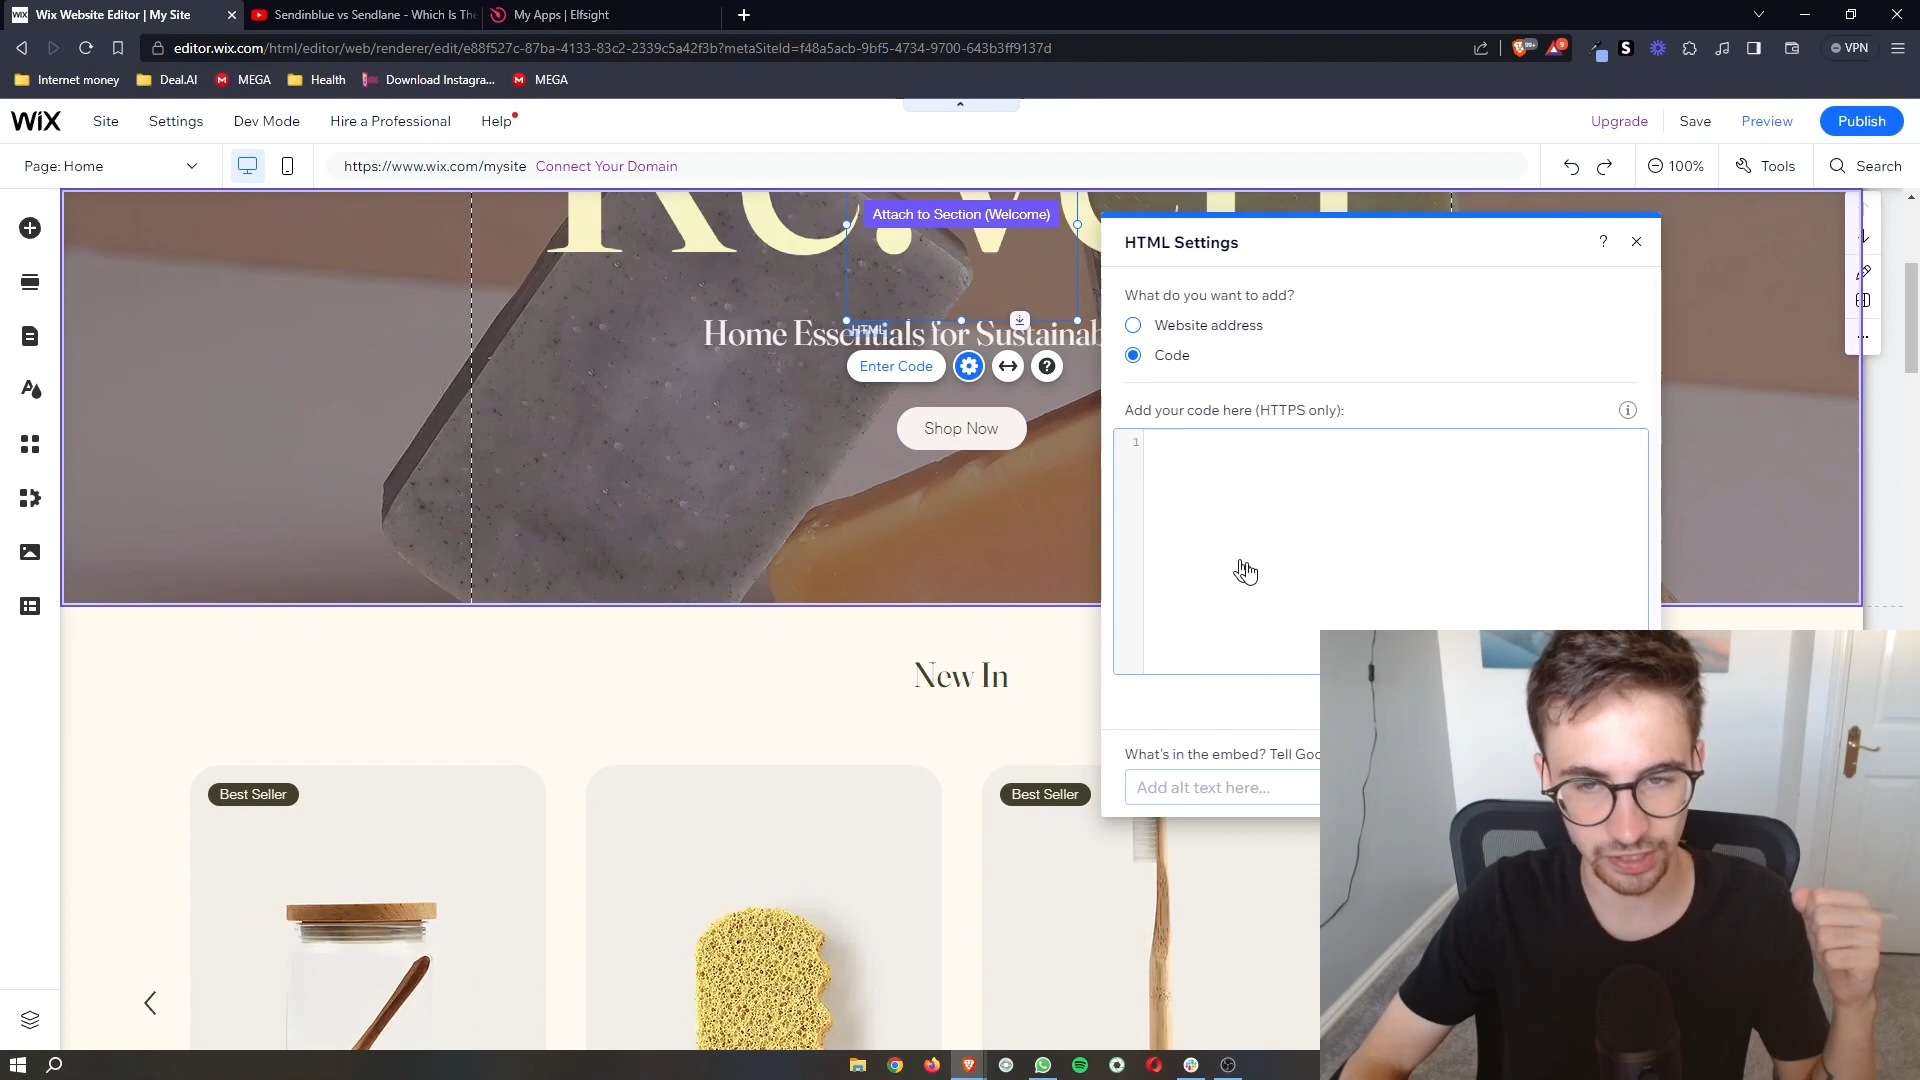 Wix Website Editor | My Site
Sendinblue vs Sendlane - Which Is The
My Apps | Elfsight
editor.wix.com/html/editor/web/renderer/edit/e88f527c-87ba-4133-83c2-2339c5a42f3b?metaSiteId=f48a5acb-9bf5-4734-9700-643b3ff9137d
VPN
Internet money
Deal.AI
MEGA
Health
Download Instagra...
MEGA
WiX
Site
Settings
Dev Mode
Hire a Professional
Help
Upgrade
Save
Preview
Publish
Page: Home
https://www.wix.com/mysite
Connect Your Domain
100%
Tools
Search
Attach to Section (Welcome)
HTML
Home Essentials for Sustainab
Enter Code
Shop Now
HTML Settings
What do you want to add?
Website address
Code
Add your code here (HTTPS only):
1
What's in the embed? Tell Goo
Add alt text here...
New In
Best Seller
Best Seller